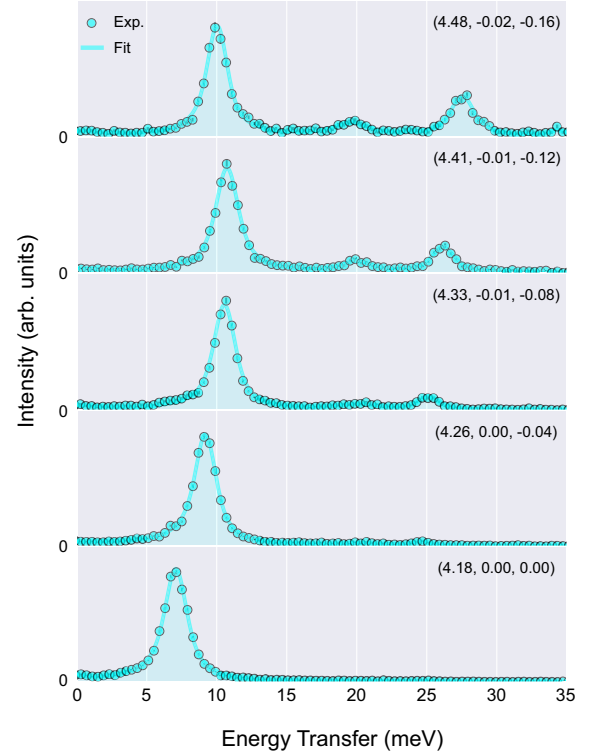 Exp.
Fit
(4.48, -0.02, -0.16)
0
(4.41, -0.01, -0.12)
0
(4.33, -0.01, -0.08)
0
(4.26, 0.00, -0.04)
0
(4.18, 0.00, 0.00)
0
0 5 10 15 20 25 30 35
Energy Transfer (meV)
Intensity (arb. units)